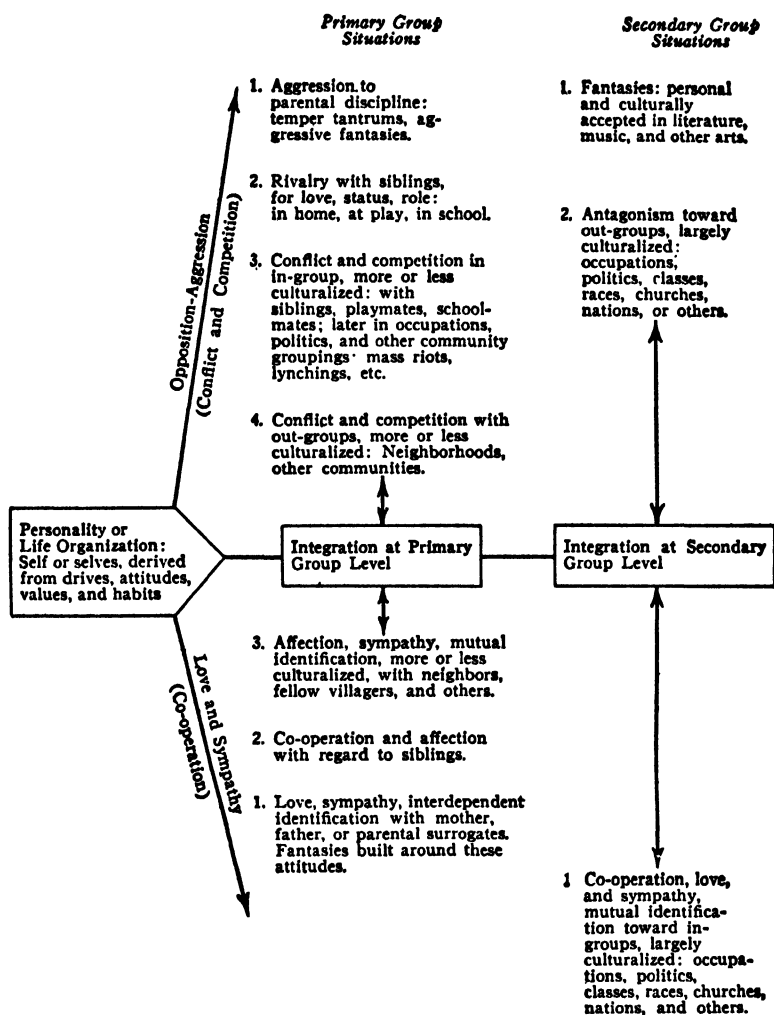 Primary Group
Situations
Secondary Group
Situations
1. Aggression to
parental discipline:
temper tantrums, ag-
gressive fantasies.
2. Rivalry with siblings,
for love, status, role:
in home, at play, in school.
3. Conflict and competition in
in-group, more or less
culturalized: with
siblings, playmates, school-
mates; later in occupations,
politics, and other community
groupings· mass riots,
lynchings, etc.
4. Conflict and competition with
out-groups, more or less
culturalized: Neighborhoods,
other communities.
1. Fantasies: personal
and culturally
accepted in literature,
music, and other arts.
2. Antagonism toward
out-groups, largely
culturalized:
occupations,
politics, classes,
races, churches,
nations, or others.
Opposition-Aggression
(Conflict and Competition)
Personality or
Life Organization:
Self or selves, derived
from drives, attitudes,
values, and habits
Integration at Primary
Group Level
Integration at Secondary
Group Level
Love and Sympathy
(Co-operation)
3. Affection, sympathy, mutual
identification, more or less
culturalized, with neighbors,
fellow villagers, and others.
2. Co-operation and affection
with regard to siblings.
1. Love, sympathy, interdependent
identification with mother,
father, or parental surrogates.
Fantasies built around these
attitudes.
1 Co-operation, love,
and sympathy,
mutual identifica-
tion toward in-
groups, largely
culturalized: occupa-
tions, politics,
classes, races, churches,
nations, and others.